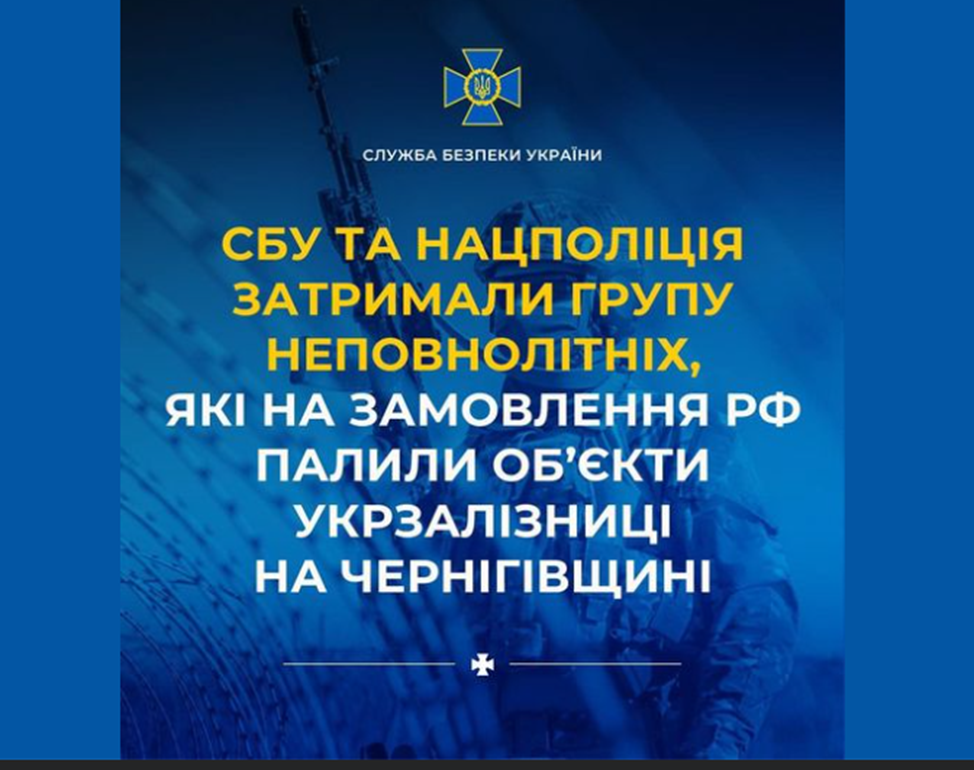 СЛУЖБА БЕЗПЕКИ УКРАЇНИ
СБУ ТА НАЦПОЛІЦІЯ
ЗАТРИМАЛИ ГРУПУ
НЕПОВНОЛІТНІХ,
ЯКІ НА ЗАМОВЛЕННЯ РФ
ПАЛИЛИ ОБ’ЄКТИ
УКРЗАЛІЗНИЦІ
НА ЧЕРНІГІВЩИНІ